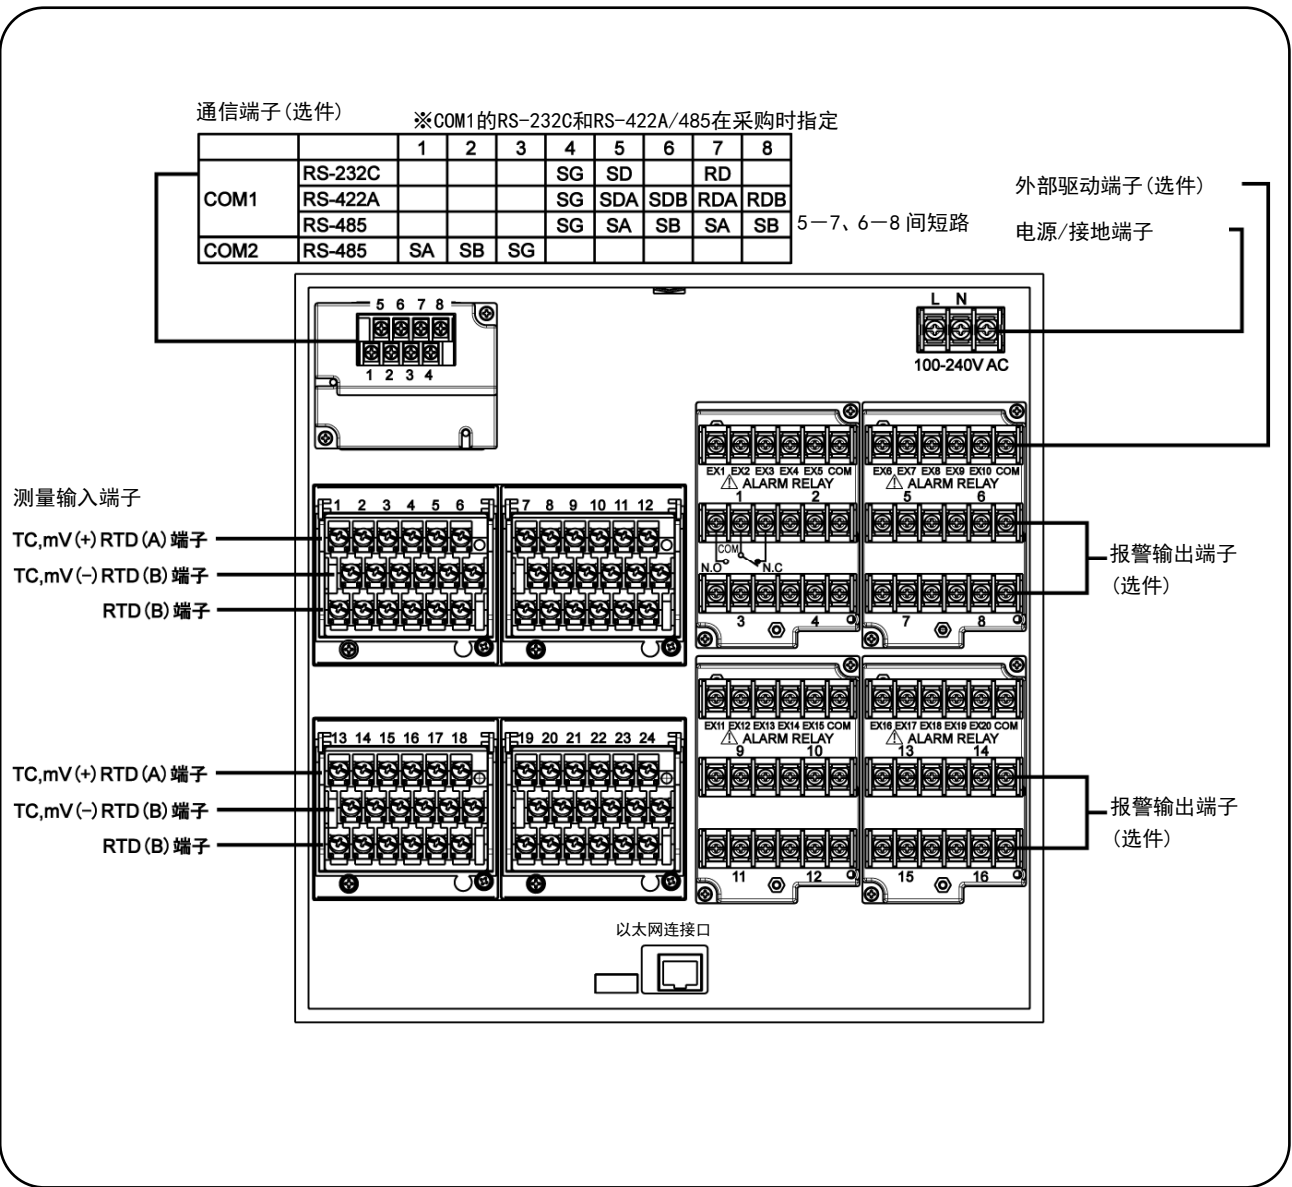 通信端子(选件)
※COM1的RS-232C和RS-422A/485在采购时指定
1 2 3 4 5 6 7 8
COM1 RS-232C SG SD RD
RS-422A SG SDA SDB RDA RDB
RS-485 SG SA SB SA SB
5-7、6-8 间短路
COM2 RS-485 SA SB SG
外部驱动端子(选件)
电源/接地端子
5 6 7 8
1 2 3 4
L N
100-240V AC
EX1 EX2 EX3 EX4 EX5 COM
⚠ ALARM RELAY
1 2
COM
N.O N.C
3 4
EX6 EX7 EX8 EX9 EX10 COM
⚠ ALARM RELAY
5 6
7 8
报警输出端子
(选件)
测量输入端子
TC,mV(+) RTD(A) 端子
TC,mV(-) RTD(B) 端子
RTD(B) 端子
1 2 3 4 5 6
7 8 9 10 11 12
EX11 EX12 EX13 EX14 EX15 COM
⚠ ALARM RELAY
9 10
11 12
EX16 EX17 EX18 EX19 EX20 COM
⚠ ALARM RELAY
13 14
15 16
报警输出端子
(选件)
TC,mV(+) RTD(A) 端子
TC,mV(-) RTD(B) 端子
RTD(B) 端子
13 14 15 16 17 18
19 20 21 22 23 24
以太网连接口